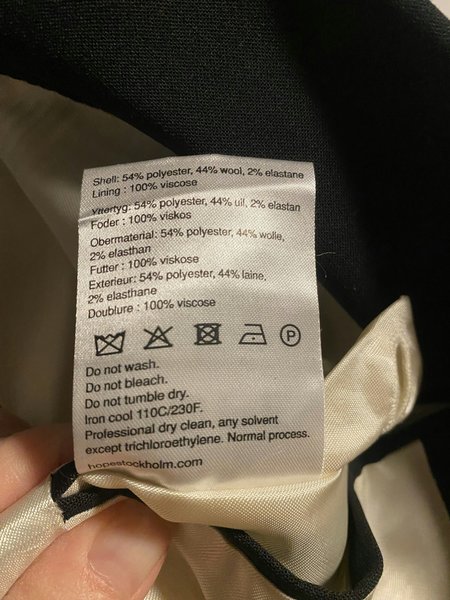 Shell: 54% polyester, 44% wool, 2% elastane
Lining : 100% viscose
Yttertyg: 54% polyester, 44% ull, 2% elastan
Foder : 100% viskos
Obermaterial: 54% polyester, 44% wolle,
2% elasthan
Futter : 100% viskose
Exterieur: 54% polyester, 44% laine,
2% elasthane
Doublure : 100% viscose
P
Do not wash.
Do not bleach.
Do not tumble dry.
Iron cool 110C/230F.
Professional dry clean, any solvent
except trichloroethylene. Normal process.
hopestockholm.com